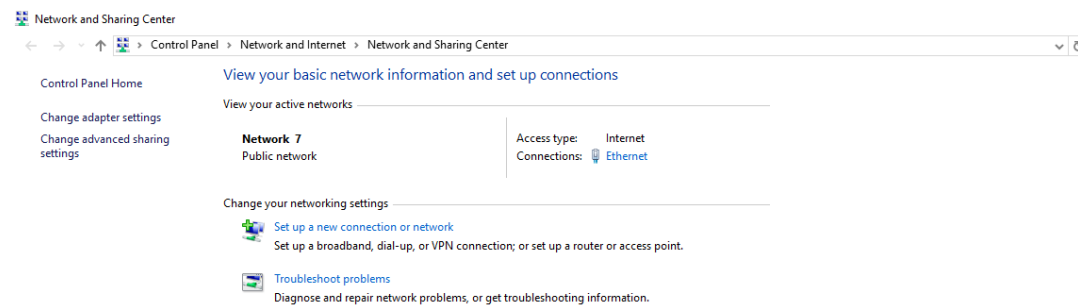 Network and Sharing Center
Control Panel > Network and Internet > Network and Sharing Center
Control Panel Home
Change adapter settings
Change advanced sharing
settings
View your basic network information and set up connections
View your active networks
Network 7
Public network
Access type: Internet
Connections: Ethernet
Change your networking settings
Set up a new connection or network
Set up a broadband, dial-up, or VPN connection; or set up a router or access point.
Troubleshoot problems
Diagnose and repair network problems, or get troubleshooting information.